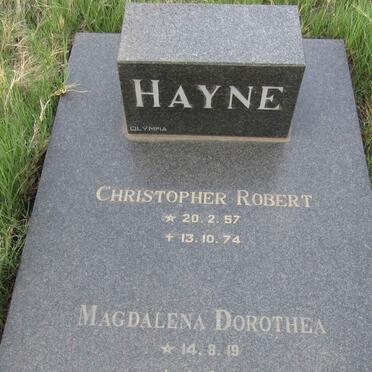 HAYNE
OLYMPIA
CHRISTOPHER ROBERT
* 20.2.57
+ 13.10.74
MAGDALENA DOROTHEA
* 14.8.19